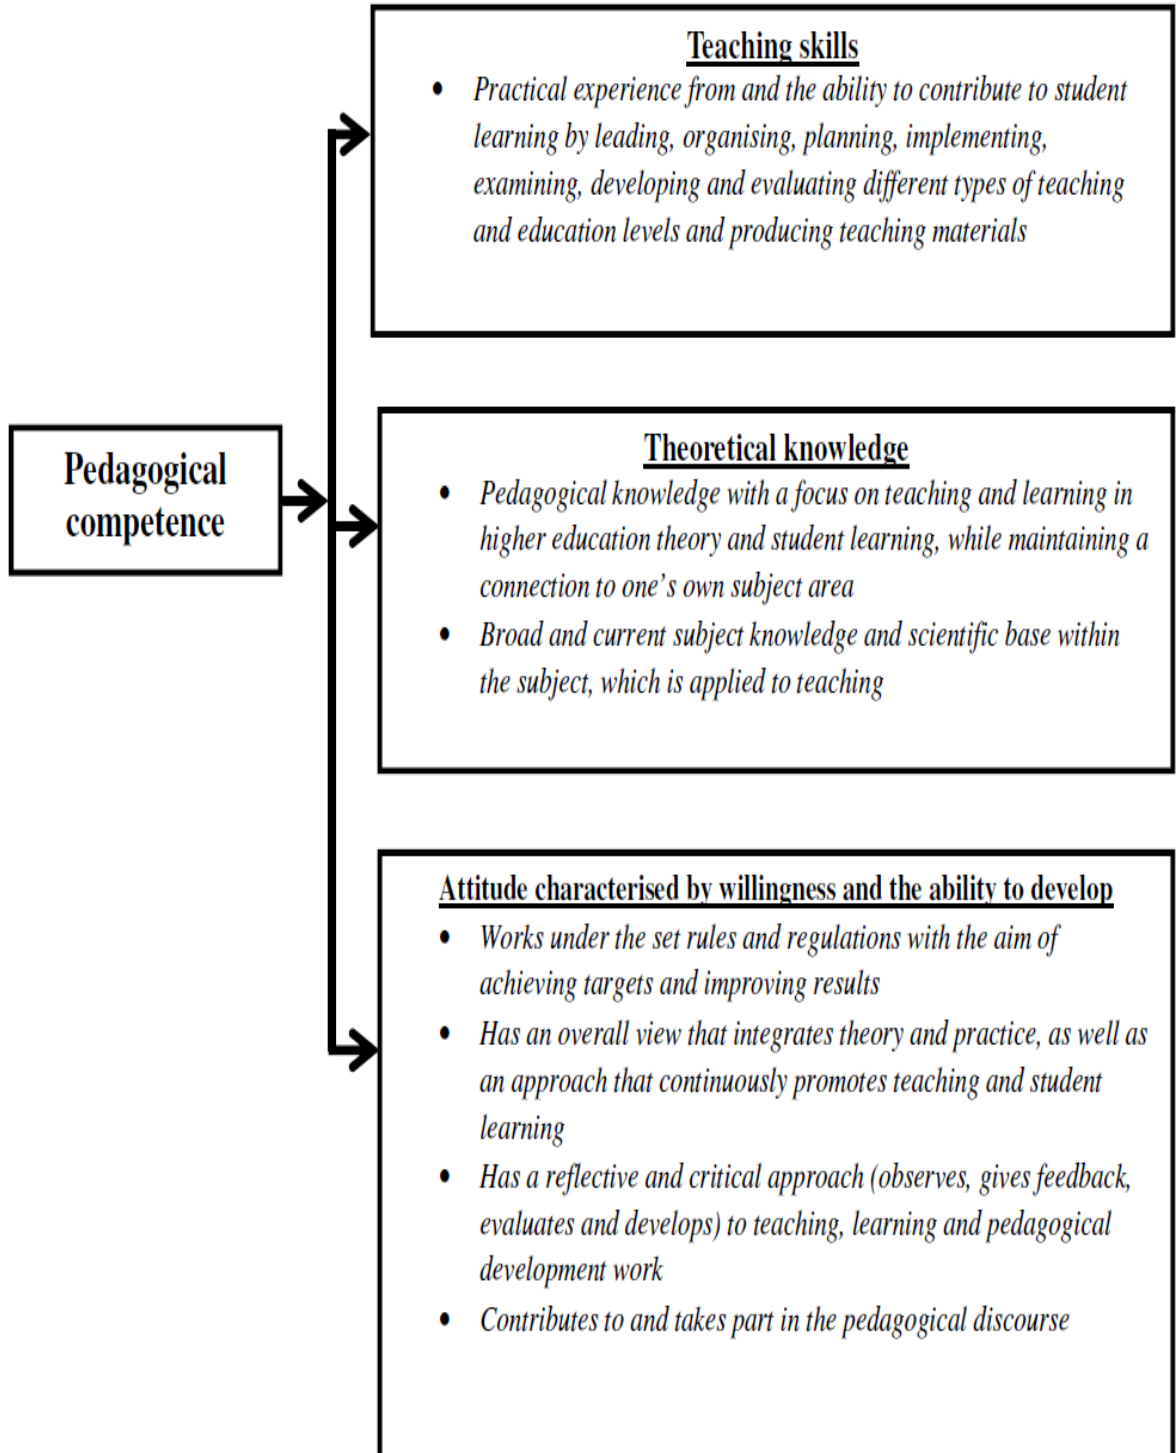 Teaching skills
• Practical experience from and the ability to contribute to student
learning by leading, organising, planning, implementing,
examining, developing and evaluating different types of teaching
and education levels and producing teaching materials
Pedagogical
competence
Theoretical knowledge
• Pedagogical knowledge with a focus on teaching and learning in
higher education theory and student learning, while maintaining a
connection to one’s own subject area
• Broad and current subject knowledge and scientific base within
the subject, which is applied to teaching
Attitude characterised by willingness and the ability to develop
• Works under the set rules and regulations with the aim of
achieving targets and improving results
• Has an overall view that integrates theory and practice, as well as
an approach that continuously promotes teaching and student
learning
• Has a reflective and critical approach (observes, gives feedback,
evaluates and develops) to teaching, learning and pedagogical
development work
• Contributes to and takes part in the pedagogical discourse